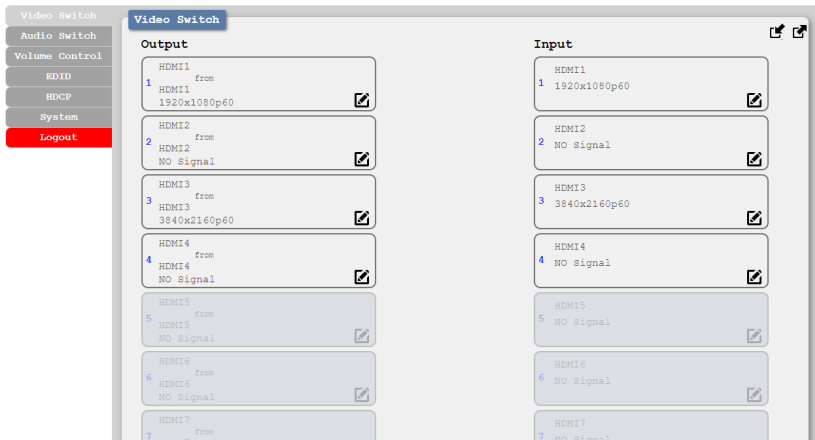 Video Switch
Audio Switch
Volume Control
EDID
HDCP
System
Logout
Video Switch
Output
1
HDMI1
from
HDMI1
1920x1080p60
2
HDMI2
from
HDMI2
NO Signal
3
HDMI3
from
HDMI3
3840x2160p60
4
HDMI4
from
HDMI4
NO Signal
5
HDMI5
from
HDMI5
NO Signal
6
HDMI6
from
HDMI6
NO Signal
7
HDMI7
from
Input
1
HDMI1
1920x1080p60
2
HDMI2
NO Signal
3
HDMI3
3840x2160p60
4
HDMI4
NO Signal
5
HDMI5
NO Signal
6
HDMI6
NO Signal
7
HDMI7
NO Signal